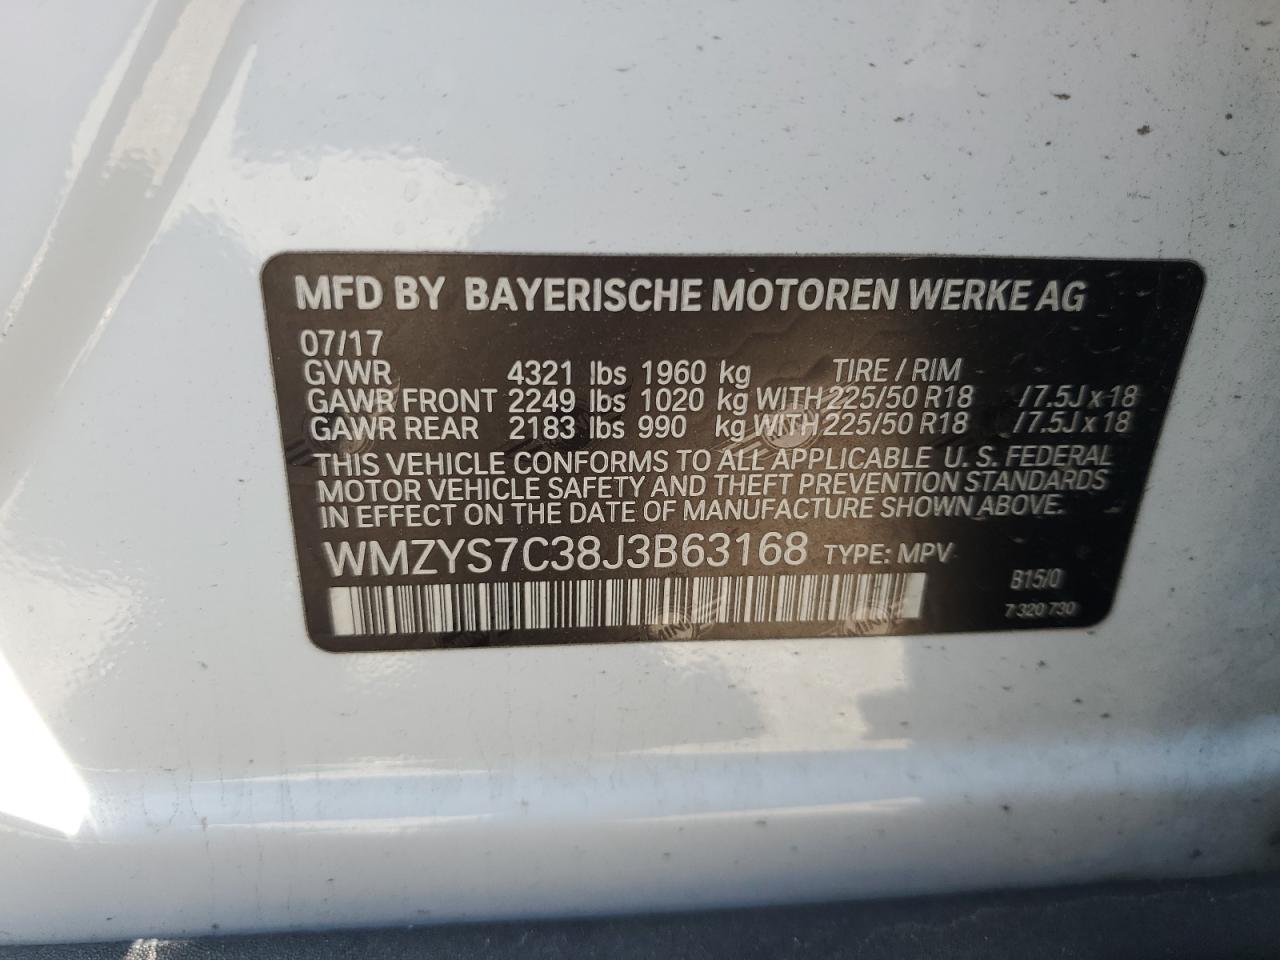 MFD BY BAYERISCHE MOTOREN WERKE AG
07/17
GVWR 4321 lbs 1960 kg TIRE / RIM
GAWR FRONT 2249 lbs 1020 kg WITH 225/50 R18 /7.5J x 18
GAWR REAR 2183 lbs 990 kg WITH 225/50 R18 /7.5J x 18
THIS VEHICLE CONFORMS TO ALL APPLICABLE U. S. FEDERAL
MOTOR VEHICLE SAFETY AND THEFT PREVENTION STANDARDS
IN EFFECT ON THE DATE OF MANUFACTURE SHOWN ABOVE.
WMZYS7C38J3B63168 TYPE: MPV
B15/0
7 320 730
MINI
MINI